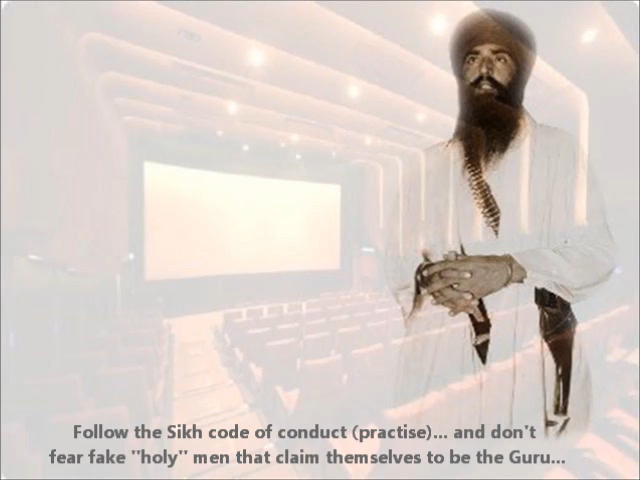 Follow the Sikh code of conduct (practise)... and don't
fear fake "holy" men that claim themselves to be the Guru...